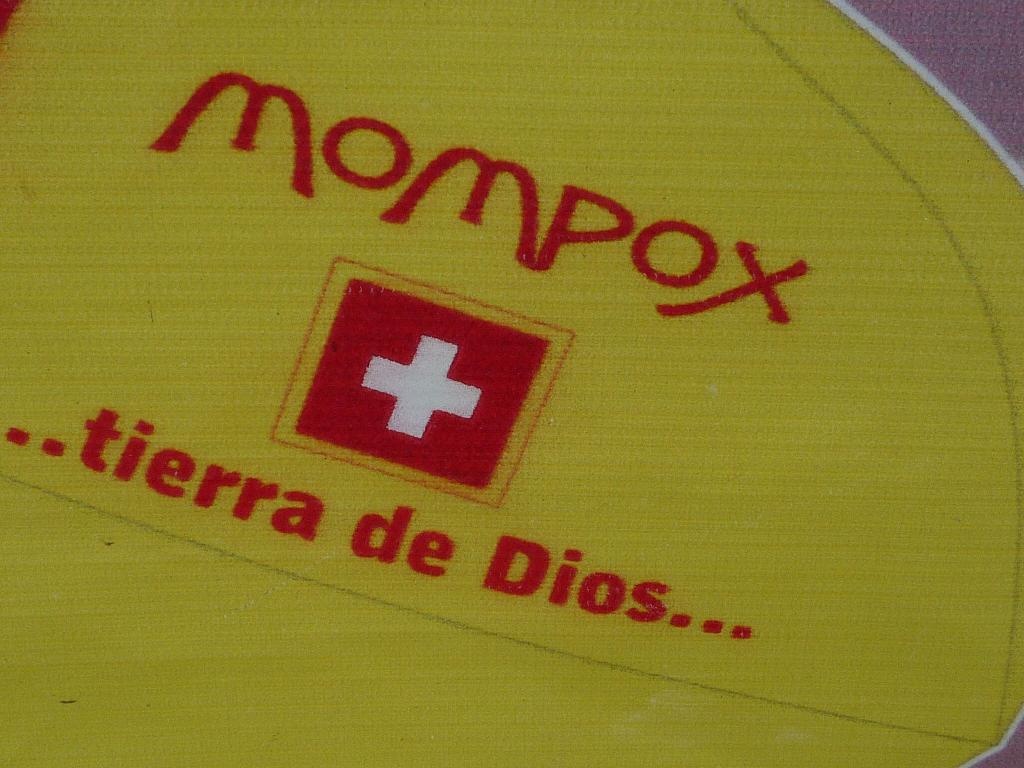 mompox
..tierra de Dios...